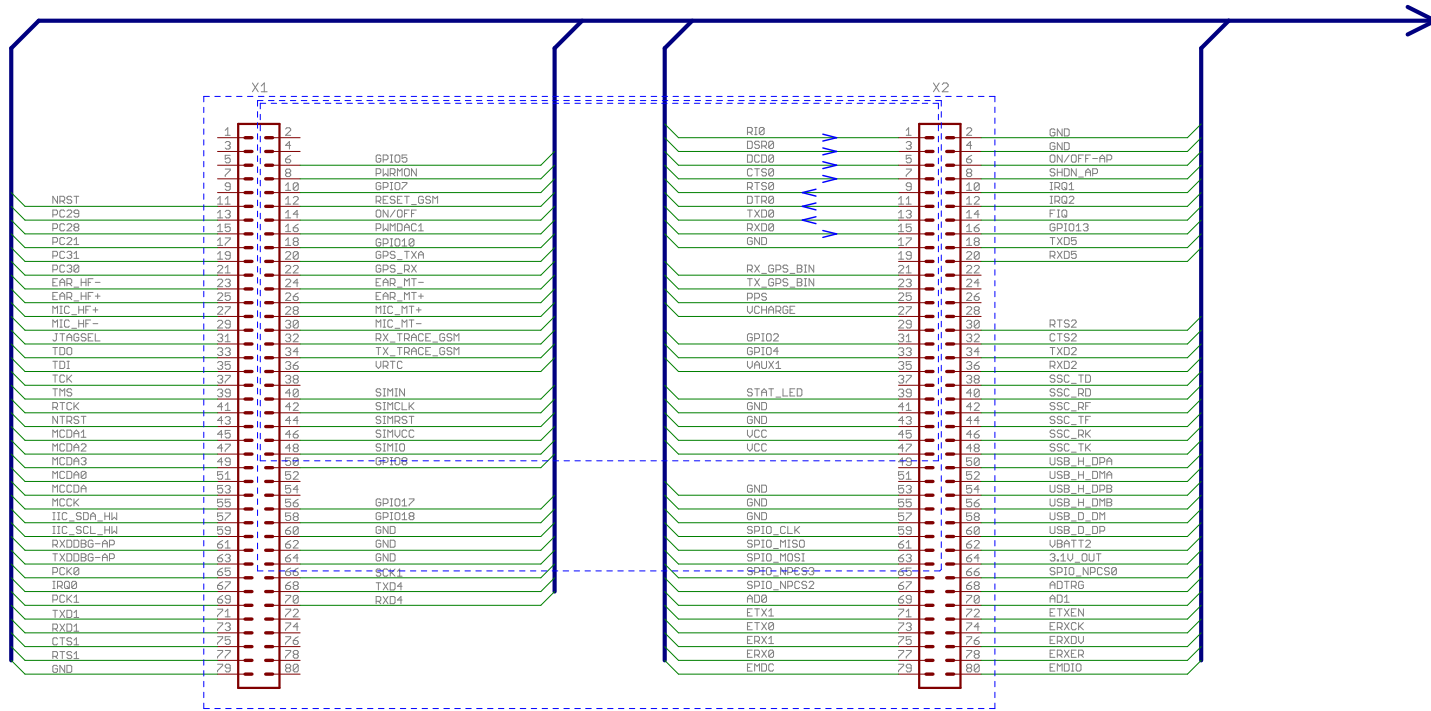 X1
1 2
3 4
5 6 GPIO5
7 8 PWRMON
9 10 GPIO7
NRST 11 12 RESET_GSM
PC29 13 14 ON/OFF
PC28 15 16 PWMDAC1
PC21 17 18 GPIO10
PC31 19 20 GPS_TXA
PC30 21 22 GPS_RX
EAR_HF- 23 24 EAR_MT-
EAR_HF+ 25 26 EAR_MT+
MIC_HF+ 27 28 MIC_MT+
MIC_HF- 29 30 MIC_MT-
JTAGSEL 31 32 RX_TRACE_GSM
TDO 33 34 TX_TRACE_GSM
TDI 35 36 VRTC
TCK 37 38
TMS 39 40 SIMIN
RTCK 41 42 SIMCLK
NTRST 43 44 SIMRST
MCDA1 45 46 SIMVCC
MCDA2 47 48 SIMIO
MCDA3 49 50 GPIO8
MCDA0 51 52
MCCDA 53 54
MCCK 55 56 GPIO17
IIC_SDA_HW 57 58 GPIO18
IIC_SCL_HW 59 60 GND
RXDDBG-AP 61 62 GND
TXDDBG-AP 63 64 GND
PCK0 65 66 SCK1
IRQ0 67 68 TXD4
PCK1 69 70 RXD4
TXD1 71 72
RXD1 73 74
CTS1 75 76
RTS1 77 78
GND 79 80
X2
RI0 1 2 GND
DSR0 3 4 GND
DCD0 5 6 ON/OFF-AP
CTS0 7 8 SHDN_AP
RTS0 9 10 IRQ1
DTR0 11 12 IRQ2
TXD0 13 14 FIQ
RXD0 15 16 GPIO13
GND 17 18 TXD5
19 20 RXD5
RX_GPS_BIN 21 22
TX_GPS_BIN 23 24
PPS 25 26
VCHARGE 27 28
29 30 RTS2
GPIO2 31 32 CTS2
GPIO4 33 34 TXD2
VAUX1 35 36 RXD2
37 38 SSC_TD
STAT_LED 39 40 SSC_RD
GND 41 42 SSC_RF
GND 43 44 SSC_TF
VCC 45 46 SSC_RK
VCC 47 48 SSC_TK
49 50 USB_H_DPA
51 52 USB_H_DMA
GND 53 54 USB_H_DPB
GND 55 56 USB_H_DMB
GND 57 58 USB_D_DM
SPIO_CLK 59 60 USB_D_DP
SPIO_MISO 61 62 VBATT2
SPIO_MOSI 63 64 3.1V_OUT
SPIO_NPCS3 65 66 SPIO_NPCS0
SPIO_NPCS2 67 68 ADTRG
AD0 69 70 AD1
ETX1 71 72 ETXEN
ETX0 73 74 ERXCK
ERX1 75 76 ERXDV
ERX0 77 78 ERXER
EMDC 79 80 EMDIO